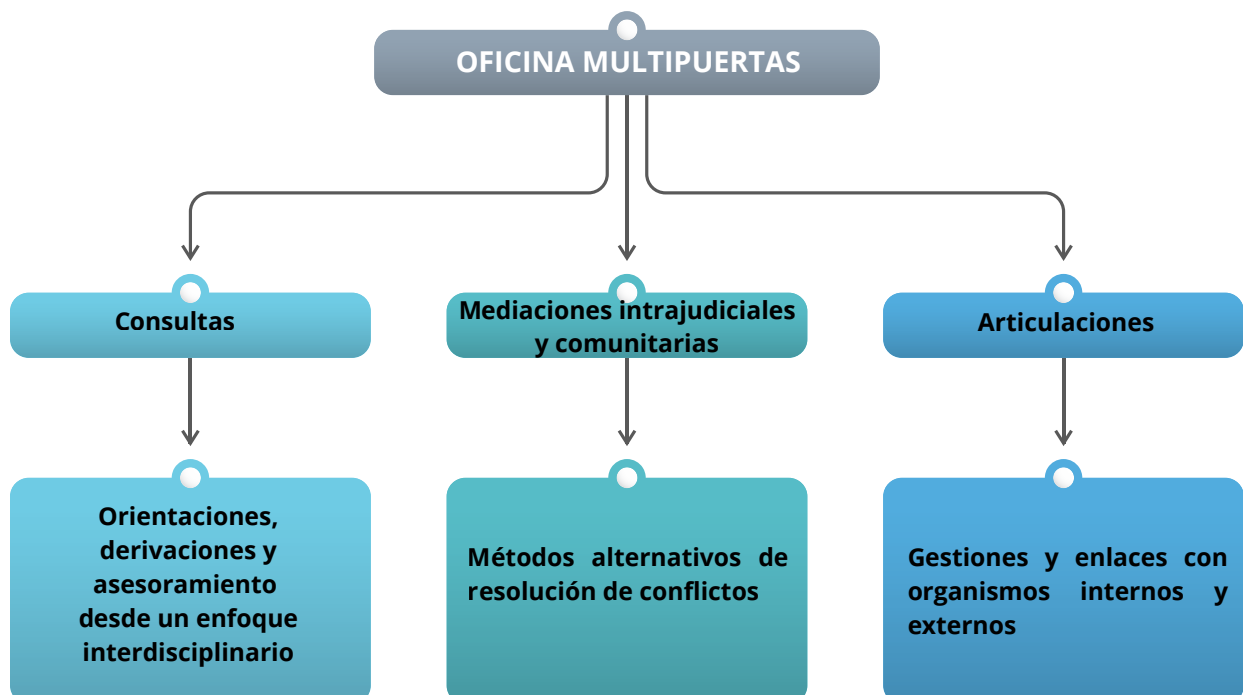 OFICINA MULTIPUERTAS
Consultas
Mediaciones intrajudiciales
y comunitarias
Articulaciones
Orientaciones,
derivaciones y
asesoramiento
desde un enfoque
interdisciplinario
Métodos alternativos de
resolución de conflictos
Gestiones y enlaces con
organismos internos y
externos